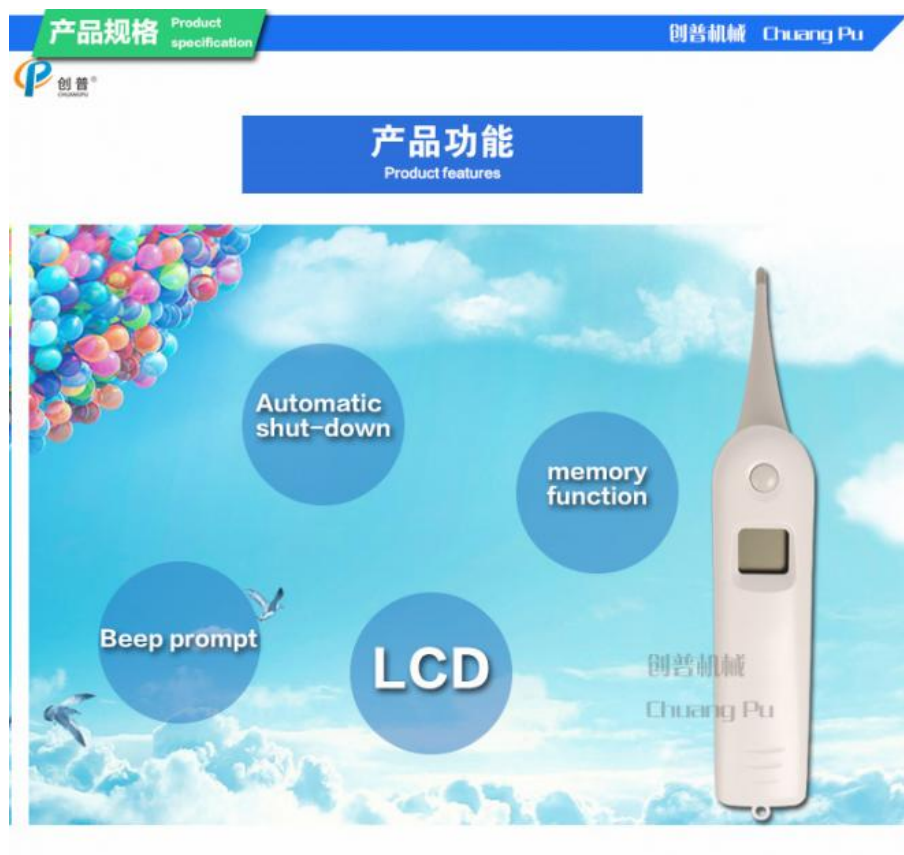 产品规格
Product
specification
创普机械 Chuang Pu
创普®
CHUANGPU
产品功能
Product features
Automatic
shut-down
memory
function
Beep prompt
LCD
创普机械
Chuang Pu